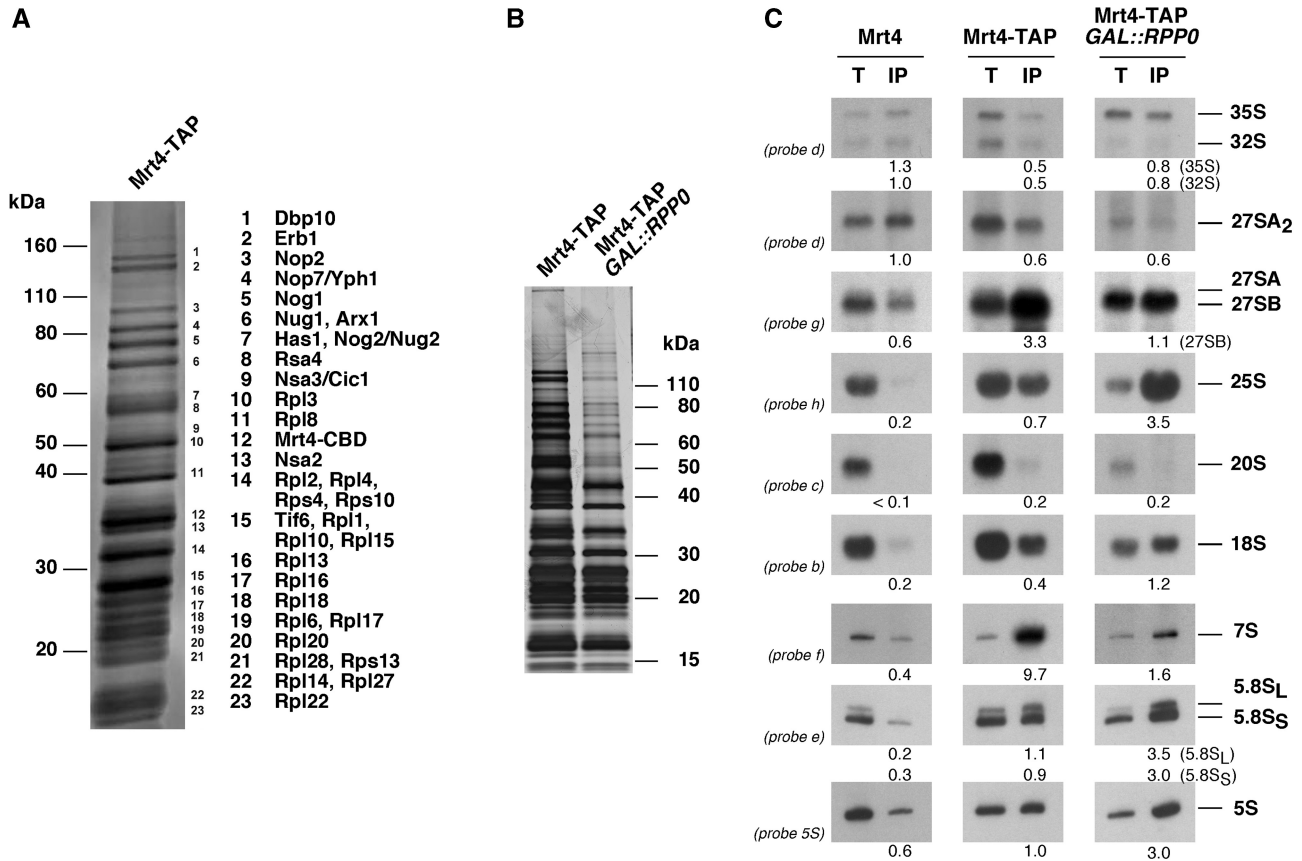 A
Mrt4-TAP
kDa
160
110
80
60
50
40
30
20
1
2
3
4
5
6
7
8
9
10
11
12
13
14
15
16
17
18
19
20
21
22
23
1 Dbp10
2 Erb1
3 Nop2
4 Nop7/Yph1
5 Nog1
6 Nug1, Arx1
7 Has1, Nog2/Nug2
8 Rsa4
9 Nsa3/Cic1
10 Rpl3
11 Rpl8
12 Mrt4-CBD
13 Nsa2
14 Rpl2, Rpl4,
Rps4, Rps10
15 Tif6, Rpl1,
Rpl10, Rpl15
16 Rpl13
17 Rpl16
18 Rpl18
19 Rpl6, Rpl17
20 Rpl20
21 Rpl28, Rps13
22 Rpl14, Rpl27
23 Rpl22
B
Mrt4-TAP
Mrt4-TAP
GAL::RPP0
kDa
110
80
60
50
40
30
20
15
C
Mrt4 Mrt4-TAP Mrt4-TAP
GAL::RPP0
T IP T IP T IP
35S
32S
(probe d)
1.3 0.5 0.8 (35S)
1.0 0.5 0.8 (32S)
27SA2
(probe d)
1.0 0.6 0.6
27SA
27SB
(probe g)
0.6 3.3 1.1 (27SB)
25S
(probe h)
0.2 0.7 3.5
20S
(probe c)
< 0.1 0.2 0.2
18S
(probe b)
0.2 0.4 1.2
7S
(probe f)
0.4 9.7 1.6
5.8SL
5.8SS
(probe e)
0.2 1.1 3.5 (5.8SL)
0.3 0.9 3.0 (5.8SS)
5S
(probe 5S)
0.6 1.0 3.0